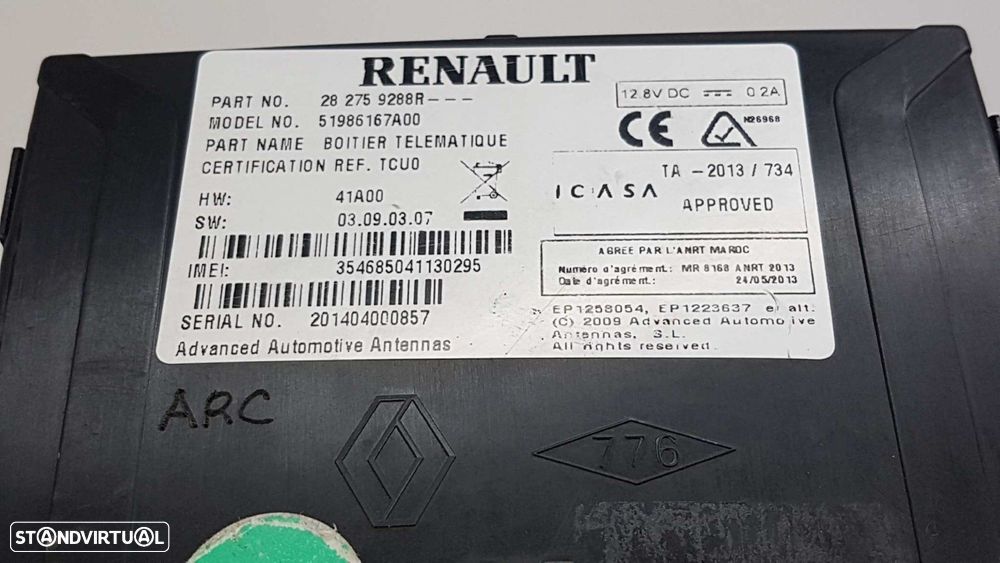 RENAULT
PART NO. 28 275 9288R---
MODEL NO. 51986167A00
PART NAME BOITIER TELEMATIQUE
CERTIFICATION REF. TCU0
HW: 41A00
SW: 03.09.03.07
IMEI: 354685041130295
SERIAL NO. 201404000857
Advanced Automotive Antennas
12.8V DC 0.2A
CE
N26968
TA - 2013 / 734
ICASA
APPROVED
AGREE PAR L'ANRT MAROC
Numero d'agrément: MR 8168 ANRT 2013
Date d'agrément: 24/05/2013
EP1258054, EP1223637 e alt.
(C) 2009 Advanced Automo ive
Antennas, S.L.
All rights reserved.
ARC
776
STANDVIRTUAL